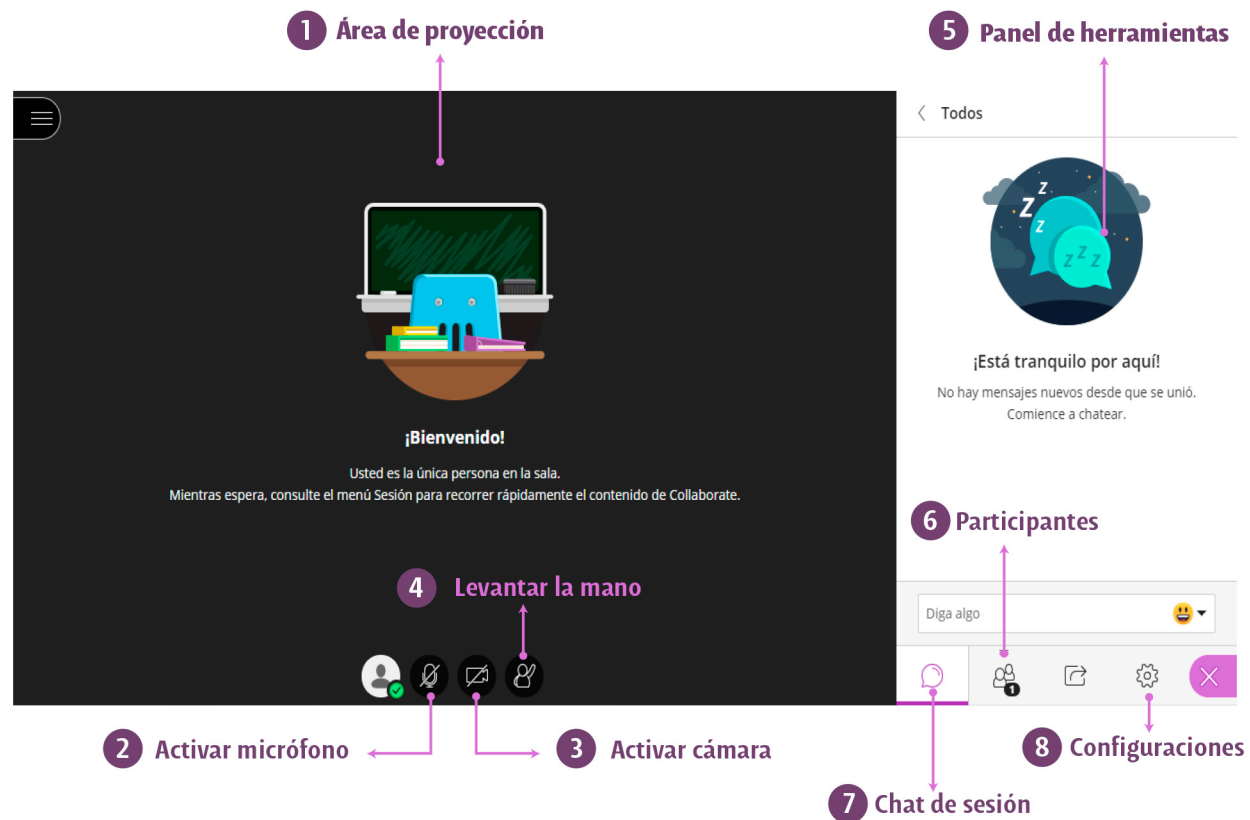 1 Área de proyección
5 Panel de herramientas
Todos
z
Z
z
z z z
¡Está tranquilo por aquí!
No hay mensajes nuevos desde que se unió.
Comience a chatear.
¡Bienvenido!
Usted es la única persona en la sala.
Mientras espera, consulte el menú Sesión para recorrer rápidamente el contenido de Collaborate.
6 Participantes
4 Levantar la mano
Diga algo
1
2 Activar micrófono
3 Activar cámara
8 Configuraciones
7 Chat de sesión